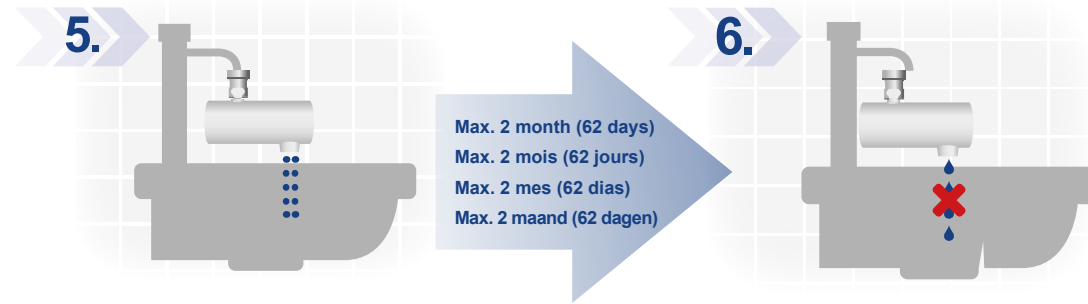 5.
Max. 2 month (62 days)
Max. 2 mois (62 jours)
Max. 2 mes (62 dias)
Max. 2 maand (62 dagen)
6.